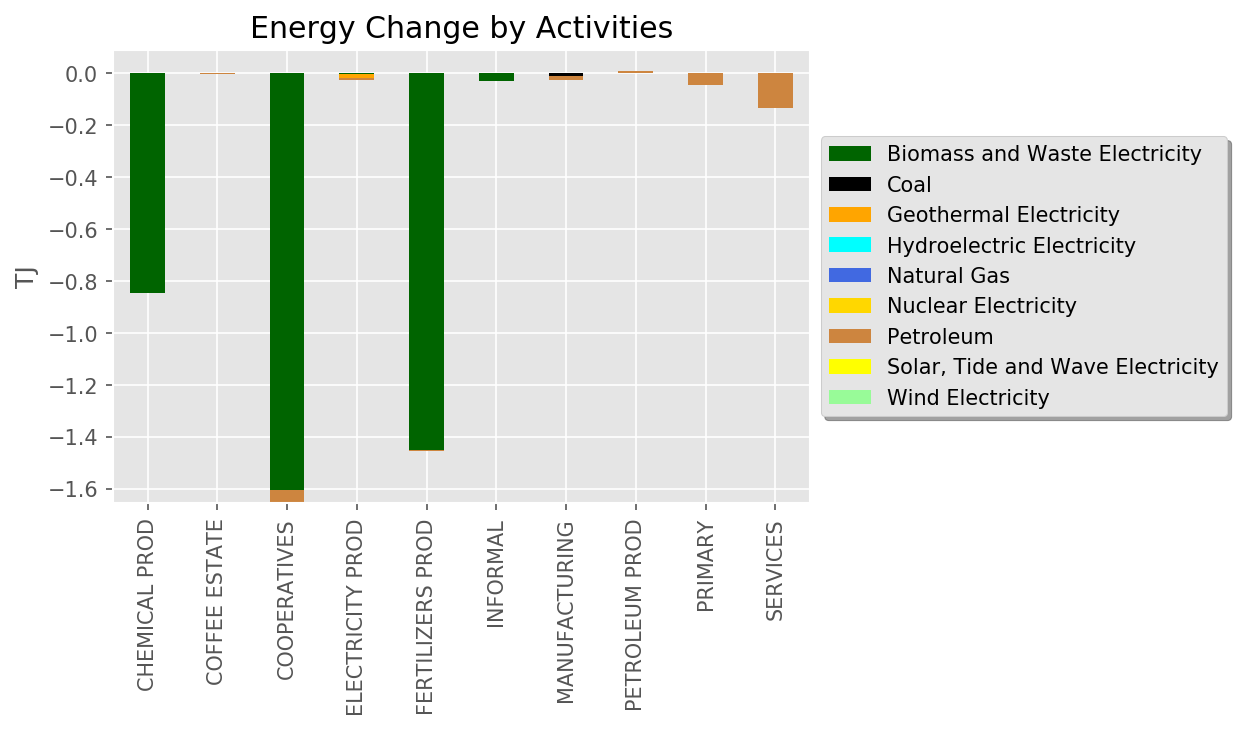 Energy Change by Activities
TJ
0.0
−0.2
−0.4
−0.6
−0.8
−1.0
−1.2
−1.4
−1.6
CHEMICAL PROD
COFFEE ESTATE
COOPERATIVES
ELECTRICITY PROD
FERTILIZERS PROD
INFORMAL
MANUFACTURING
PETROLEUM PROD
PRIMARY
SERVICES
Biomass and Waste Electricity
Coal
Geothermal Electricity
Hydroelectric Electricity
Natural Gas
Nuclear Electricity
Petroleum
Solar, Tide and Wave Electricity
Wind Electricity